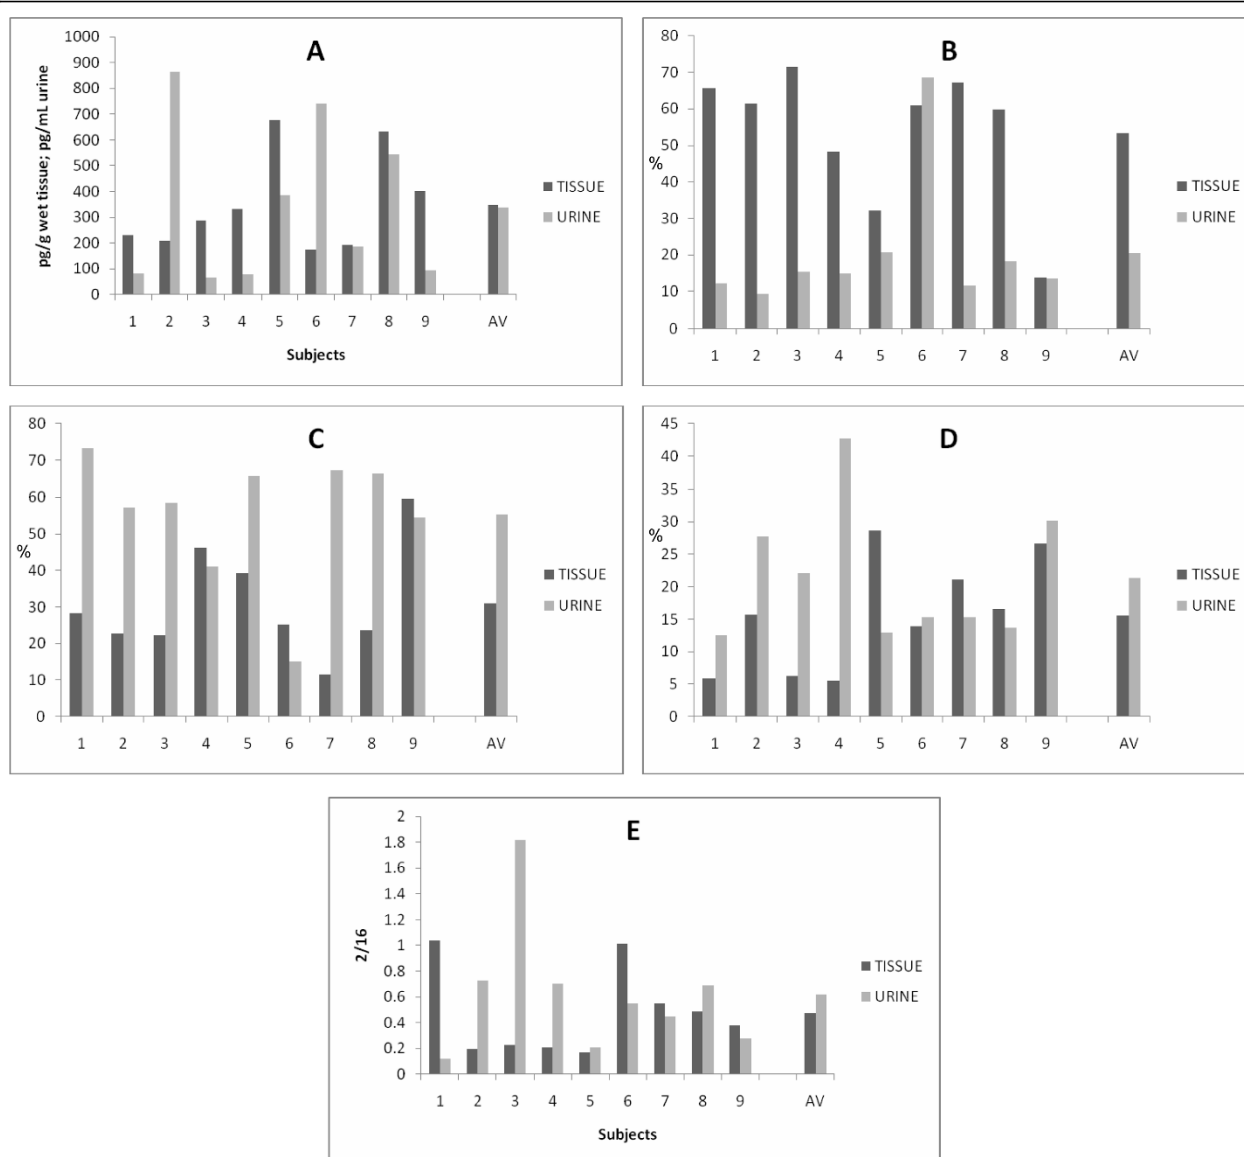 A
pg/g wet tissue; pg/mL urine
1000
900
800
700
600
500
400
300
200
100
0
1 2 3 4 5 6 7 8 9 AV
Subjects
TISSUE
URINE
B
%
80
70
60
50
40
30
20
10
0
1 2 3 4 5 6 7 8 9 AV
TISSUE
URINE
C
%
80
70
60
50
40
30
20
10
0
1 2 3 4 5 6 7 8 9 AV
TISSUE
URINE
D
%
45
40
35
30
25
20
15
10
5
0
1 2 3 4 5 6 7 8 9 AV
TISSUE
URINE
E
2/16
2
1.8
1.6
1.4
1.2
1
0.8
0.6
0.4
0.2
0
1 2 3 4 5 6 7 8 9 AV
Subjects
TISSUE
URINE